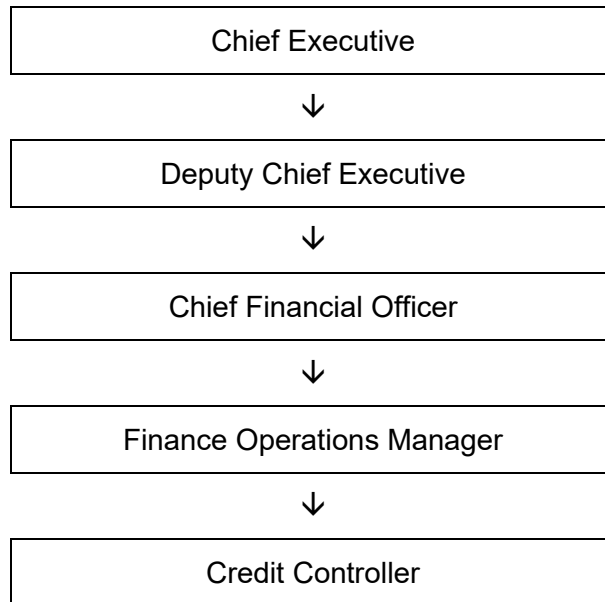 Chief Executive
↓
Deputy Chief Executive
↓
Chief Financial Officer
↓
Finance Operations Manager
↓
Credit Controller